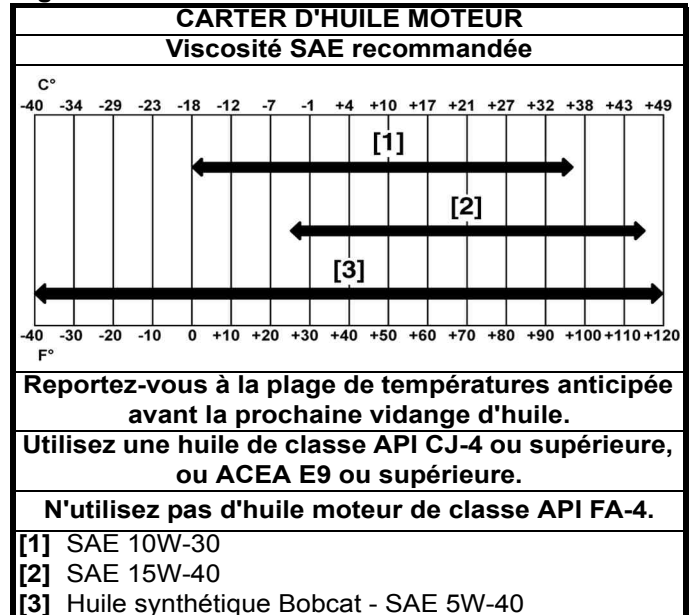 CARTER D'HUILE MOTEUR
Viscosité SAE recommandée
C°
-40 -34 -29 -23 -18 -12 -7 -1 +4 +10 +17 +21 +27 +32 +38 +43 +49
[1]
[2]
[3]
-40 -30 -20 -10 0 +10 +20 +30 +40 +50 +60 +70 +80 +90 +100 +110 +120
F°
Reportez-vous à la plage de températures anticipée
avant la prochaine vidange d'huile.
Utilisez une huile de classe API CJ-4 ou supérieure,
ou ACEA E9 ou supérieure.
N'utilisez pas d'huile moteur de classe API FA-4.
[1] SAE 10W-30
[2] SAE 15W-40
[3] Huile synthétique Bobcat - SAE 5W-40